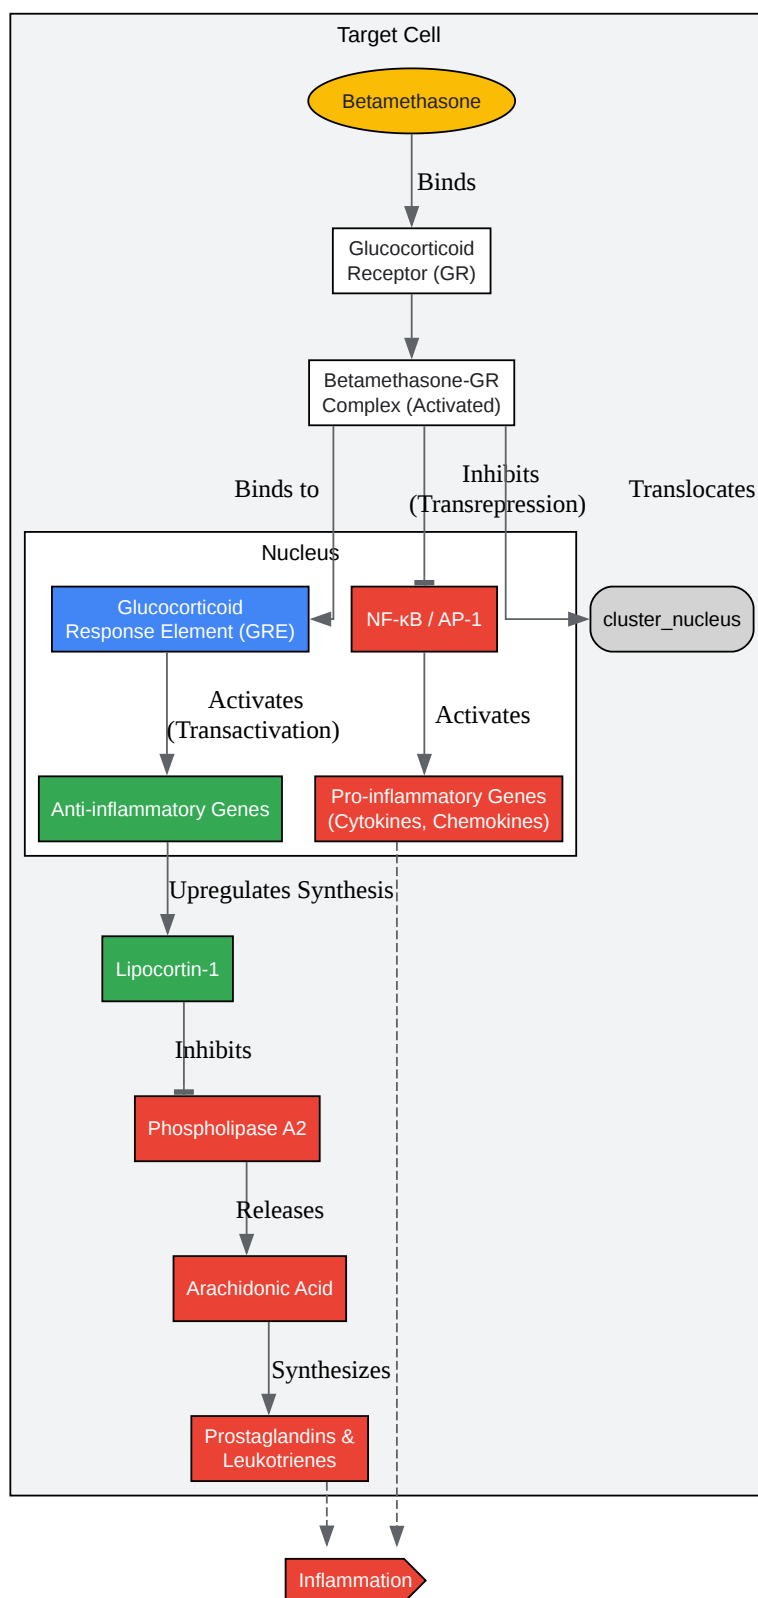 Target Cell
Betamethasone
Binds
Glucocorticoid
Receptor (GR)
Betamethasone-GR
Complex (Activated)
Binds to
Inhibits
(Transrepression)
Translocates
Nucleus
Glucocorticoid
Response Element (GRE)
NF-κB / AP-1
cluster_nucleus
Activates
(Transactivation)
Activates
Anti-inflammatory Genes
Pro-inflammatory Genes
(Cytokines, Chemokines)
Upregulates Synthesis
Lipocortin-1
Inhibits
Phospholipase A2
Releases
Arachidonic Acid
Synthesizes
Prostaglandins &
Leukotrienes
Inflammation